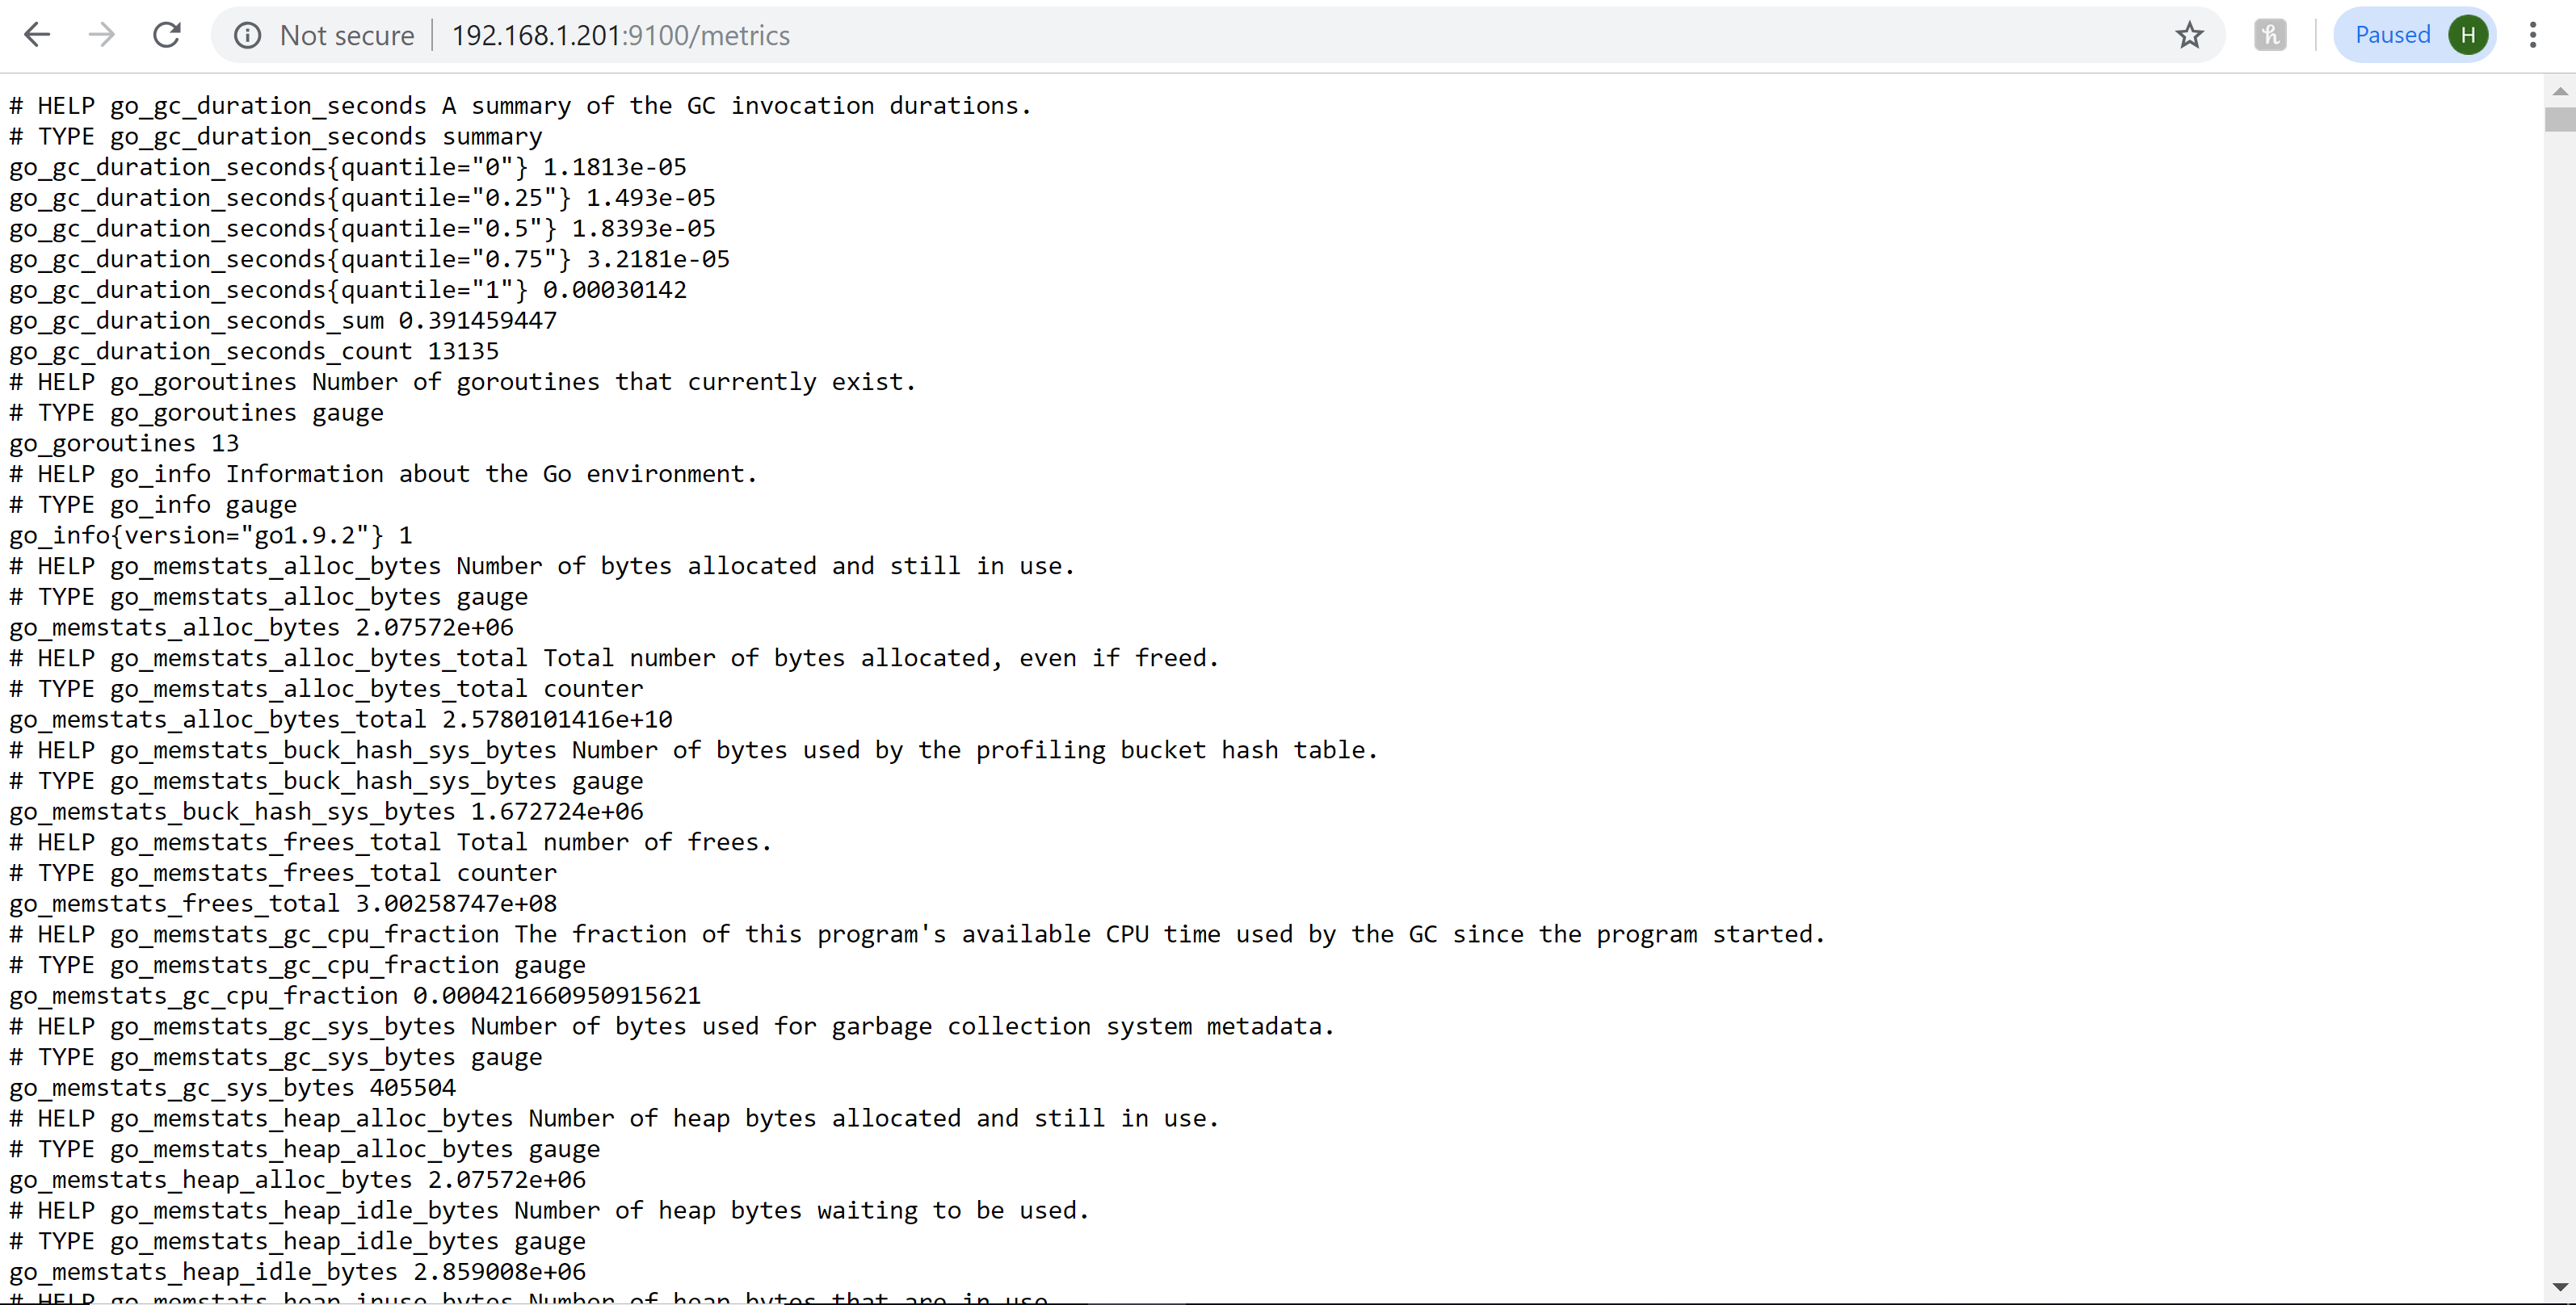 Not secure 192.168.1.201:9100/metrics Paused H
# HELP go_gc_duration_seconds A summary of the GC invocation durations.
# TYPE go_gc_duration_seconds summary
go_gc_duration_seconds{quantile="0"} 1.1813e-05
go_gc_duration_seconds{quantile="0.25"} 1.493e-05
go_gc_duration_seconds{quantile="0.5"} 1.8393e-05
go_gc_duration_seconds{quantile="0.75"} 3.2181e-05
go_gc_duration_seconds{quantile="1"} 0.00030142
go_gc_duration_seconds_sum 0.391459447
go_gc_duration_seconds_count 13135
# HELP go_goroutines Number of goroutines that currently exist.
# TYPE go_goroutines gauge
go_goroutines 13
# HELP go_info Information about the Go environment.
# TYPE go_info gauge
go_info{version="go1.9.2"} 1
# HELP go_memstats_alloc_bytes Number of bytes allocated and still in use.
# TYPE go_memstats_alloc_bytes gauge
go_memstats_alloc_bytes 2.07572e+06
# HELP go_memstats_alloc_bytes_total Total number of bytes allocated, even if freed.
# TYPE go_memstats_alloc_bytes_total counter
go_memstats_alloc_bytes_total 2.5780101416e+10
# HELP go_memstats_buck_hash_sys_bytes Number of bytes used by the profiling bucket hash table.
# TYPE go_memstats_buck_hash_sys_bytes gauge
go_memstats_buck_hash_sys_bytes 1.672724e+06
# HELP go_memstats_frees_total Total number of frees.
# TYPE go_memstats_frees_total counter
go_memstats_frees_total 3.00258747e+08
# HELP go_memstats_gc_cpu_fraction The fraction of this program's available CPU time used by the GC since the program started.
# TYPE go_memstats_gc_cpu_fraction gauge
go_memstats_gc_cpu_fraction 0.000421660950915621
# HELP go_memstats_gc_sys_bytes Number of bytes used for garbage collection system metadata.
# TYPE go_memstats_gc_sys_bytes gauge
go_memstats_gc_sys_bytes 405504
# HELP go_memstats_heap_alloc_bytes Number of heap bytes allocated and still in use.
# TYPE go_memstats_heap_alloc_bytes gauge
go_memstats_heap_alloc_bytes 2.07572e+06
# HELP go_memstats_heap_idle_bytes Number of heap bytes waiting to be used.
# TYPE go_memstats_heap_idle_bytes gauge
go_memstats_heap_idle_bytes 2.859008e+06
# HELP go_memstats_heap_inuse_bytes Number of heap bytes that are in use